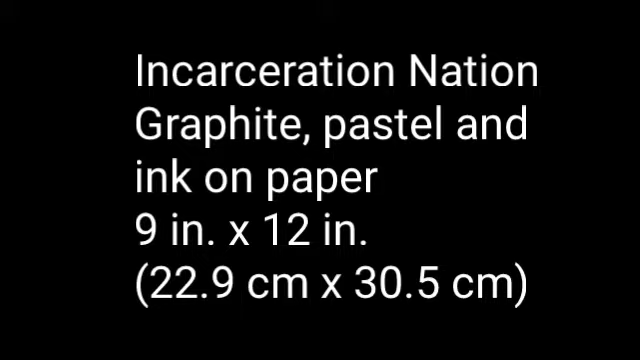 Incarceration Nation
Graphite, pastel and
ink on paper
9 in. x 12 in.
(22.9 cm x 30.5 cm)